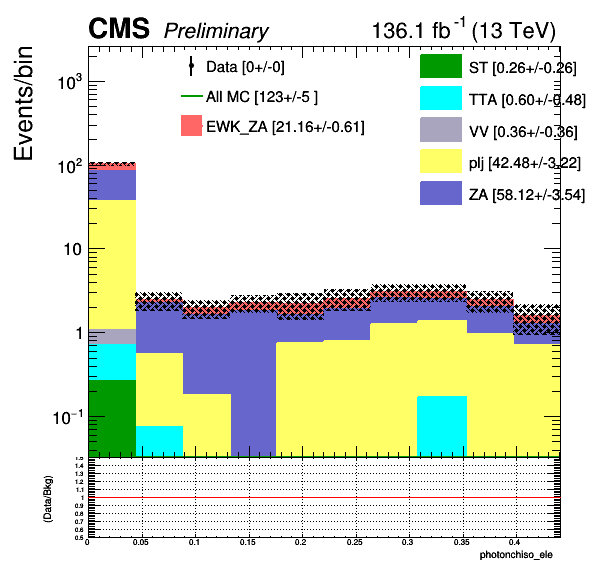 CMS Preliminary 136.1 fb⁻¹ (13 TeV)
Events/bin
Data [0+/-0]
All MC [123+/-5 ]
EWK_ZA [21.16+/-0.61]
ST [0.26+/-0.26]
TTA [0.60+/-0.48]
VV [0.36+/-0.36]
plj [42.48+/-3.22]
ZA [58.12+/-3.54]
10³
10²
10
1
10⁻¹
(Data/Bkg)
1.5
1.4
1.3
1.2
1.1
1
0.9
0.8
0.7
0.6
0.5
0 0.05 0.1 0.15 0.2 0.25 0.3 0.35 0.4
photonchiso_ele